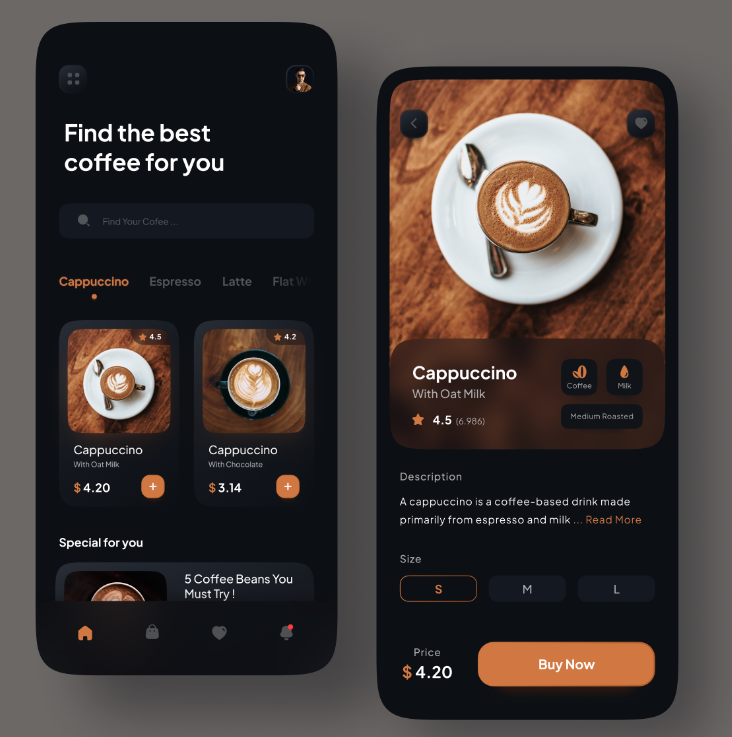 Find the best
coffee for you
Find Your Cofee ...
Cappuccino
Espresso
Latte
Flat W
4.5
4.2
Cappuccino
With Oat Milk
$ 4.20
+
Cappuccino
With Chocolate
$ 3.14
+
Special for you
5 Coffee Beans You
Must Try !
Cappuccino
With Oat Milk
4.5 (6.986)
Coffee
Milk
Medium Roasted
Description
A cappuccino is a coffee-based drink made
primarily from espresso and milk ... Read More
Size
S
M
L
Price
$ 4.20
Buy Now